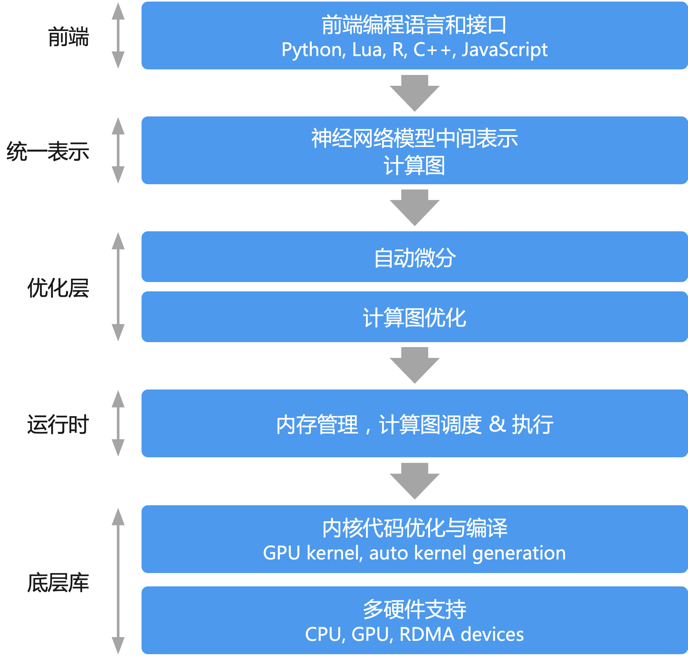 前端
前端编程语言和接口
Python, Lua, R, C++, JavaScript
统一表示
神经网络模型中间表示
计算图
优化层
自动微分
计算图优化
运行时
内存管理，计算图调度 & 执行
底层库
内核代码优化与编译
GPU kernel, auto kernel generation
多硬件支持
CPU, GPU, RDMA devices